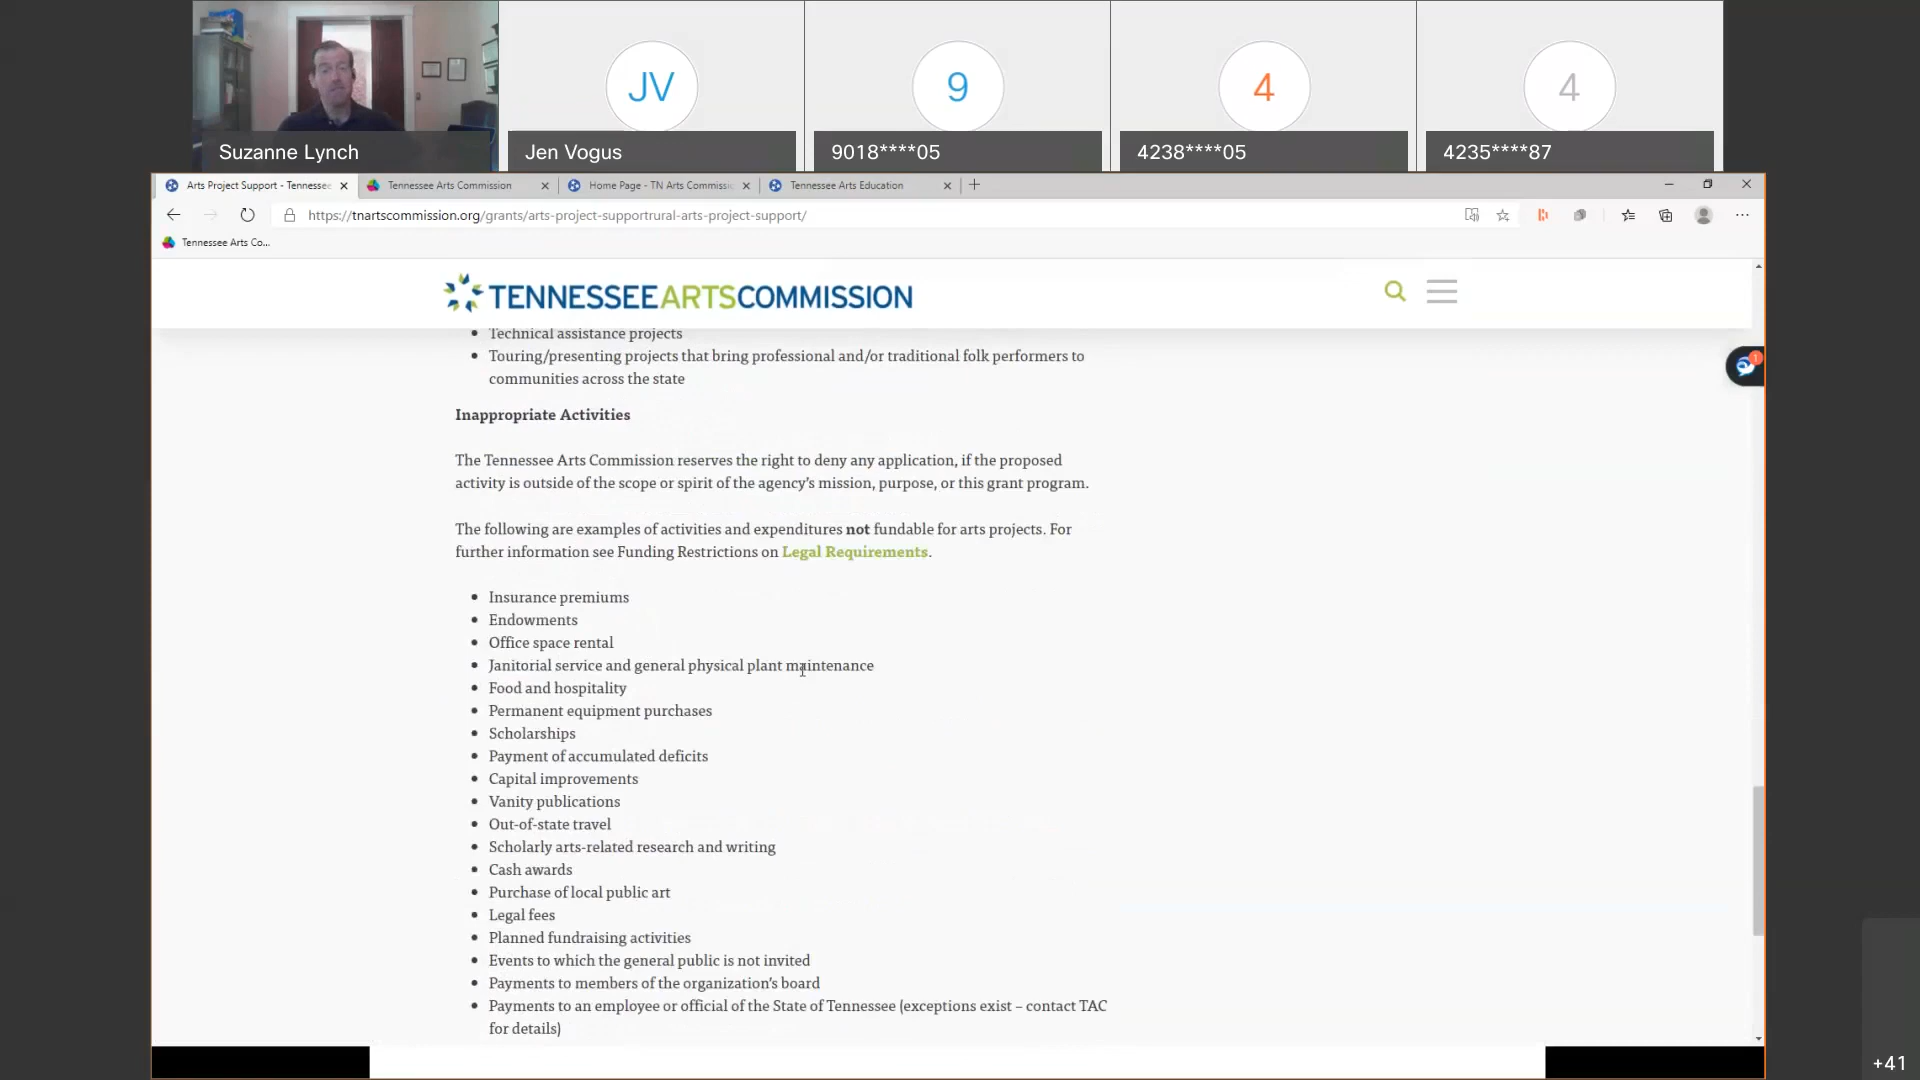 JV
9
4
4
Suzanne Lynch
Jen Vogus
9018****05
4238****05
4235****87
Arts Project Support - Tennessee
Tennessee Arts Commission
Home Page - TN Arts Commissi
Tennessee Arts Education
https://tnartscommission.org/grants/arts-project-supportrural-arts-project-support/
Tennessee Arts Co...
TENNESSEEARTSCOMMISSION
1
• Technical assistance projects
• Touring/presenting projects that bring professional and/or traditional folk performers to
communities across the state
Inappropriate Activities
The Tennessee Arts Commission reserves the right to deny any application, if the proposed
activity is outside of the scope or spirit of the agency's mission, purpose, or this grant program.
The following are examples of activities and expenditures not fundable for arts projects. For
further information see Funding Restrictions on Legal Requirements.
• Insurance premiums
• Endowments
• Office space rental
• Janitorial service and general physical plant maintenance
• Food and hospitality
• Permanent equipment purchases
• Scholarships
• Payment of accumulated deficits
• Capital improvements
• Vanity publications
• Out-of-state travel
• Scholarly arts-related research and writing
• Cash awards
• Purchase of local public art
• Legal fees
• Planned fundraising activities
• Events to which the general public is not invited
• Payments to members of the organization's board
• Payments to an employee or official of the State of Tennessee (exceptions exist – contact TAC
for details)
+41